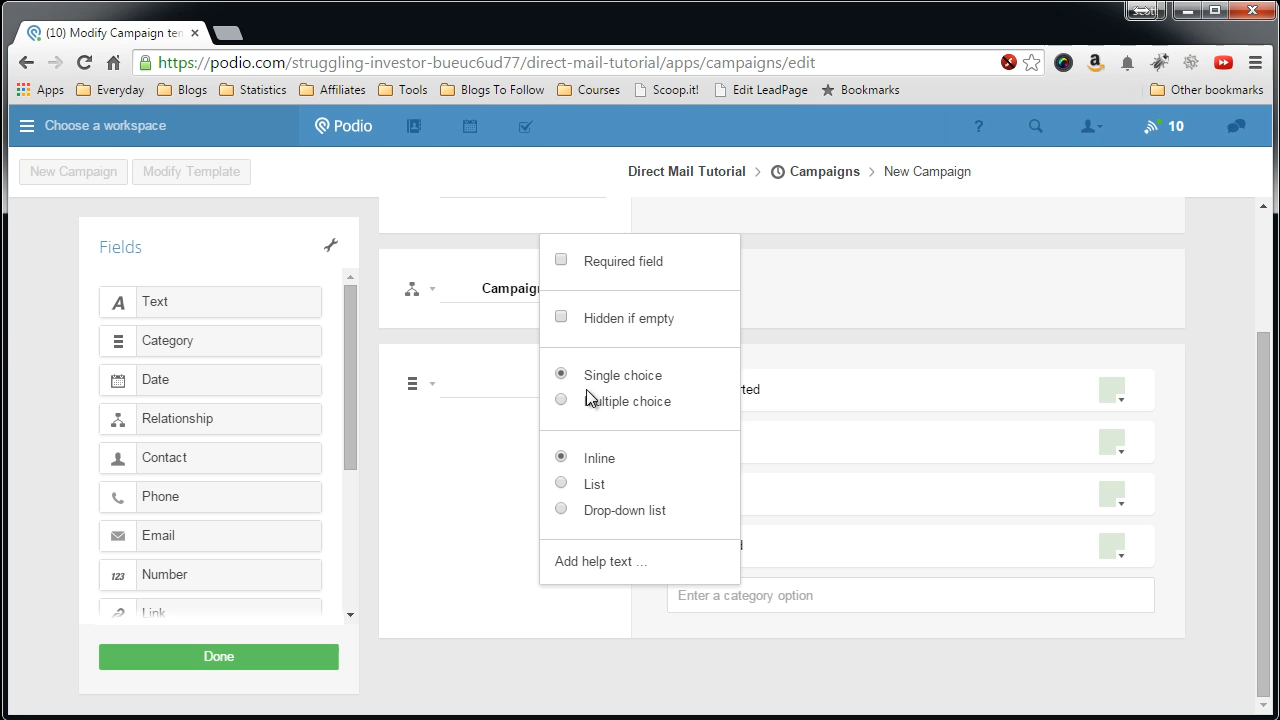 (10) Modify Campaign ten
https://podio.com/struggling-investor-bueuc6ud77/direct-mail-tutorial/apps/campaigns/edit
Apps Everyday Blogs Statistics Affiliates Tools Blogs To Follow Courses Scoop.it! Edit LeadPage Bookmarks Other bookmarks
Choose a workspace Podio ? 10
New Campaign Modify Template Direct Mail Tutorial > Campaigns > New Campaign
Fields
Text
Category
Date
Relationship
Contact
Phone
Email
123 Number
Link
Done
Campaign
Required field
Hidden if empty
Single choice
Multiple choice
Inline
List
Drop-down list
Add help text ...
rted
Enter a category option